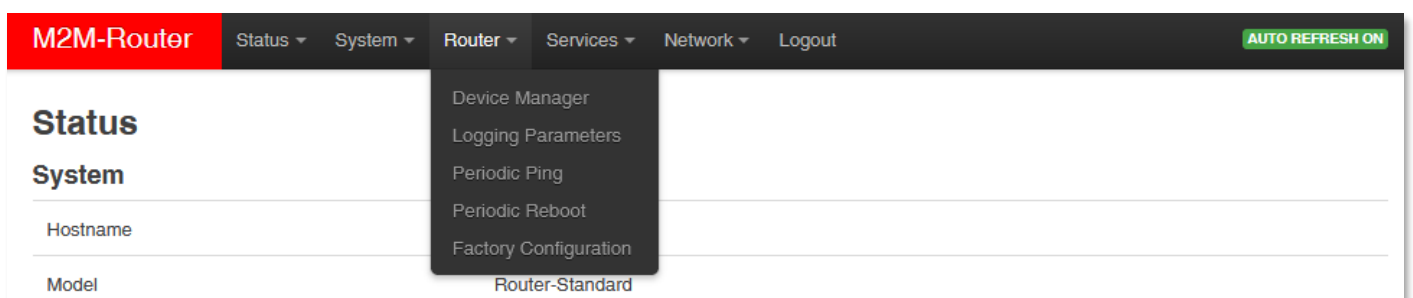 M2M-Router Status System Router Services Network Logout AUTO REFRESH ON
Device Manager
Logging Parameters
Periodic Ping
Periodic Reboot
Factory Configuration
Status
System
Hostname
Model Router-Standard